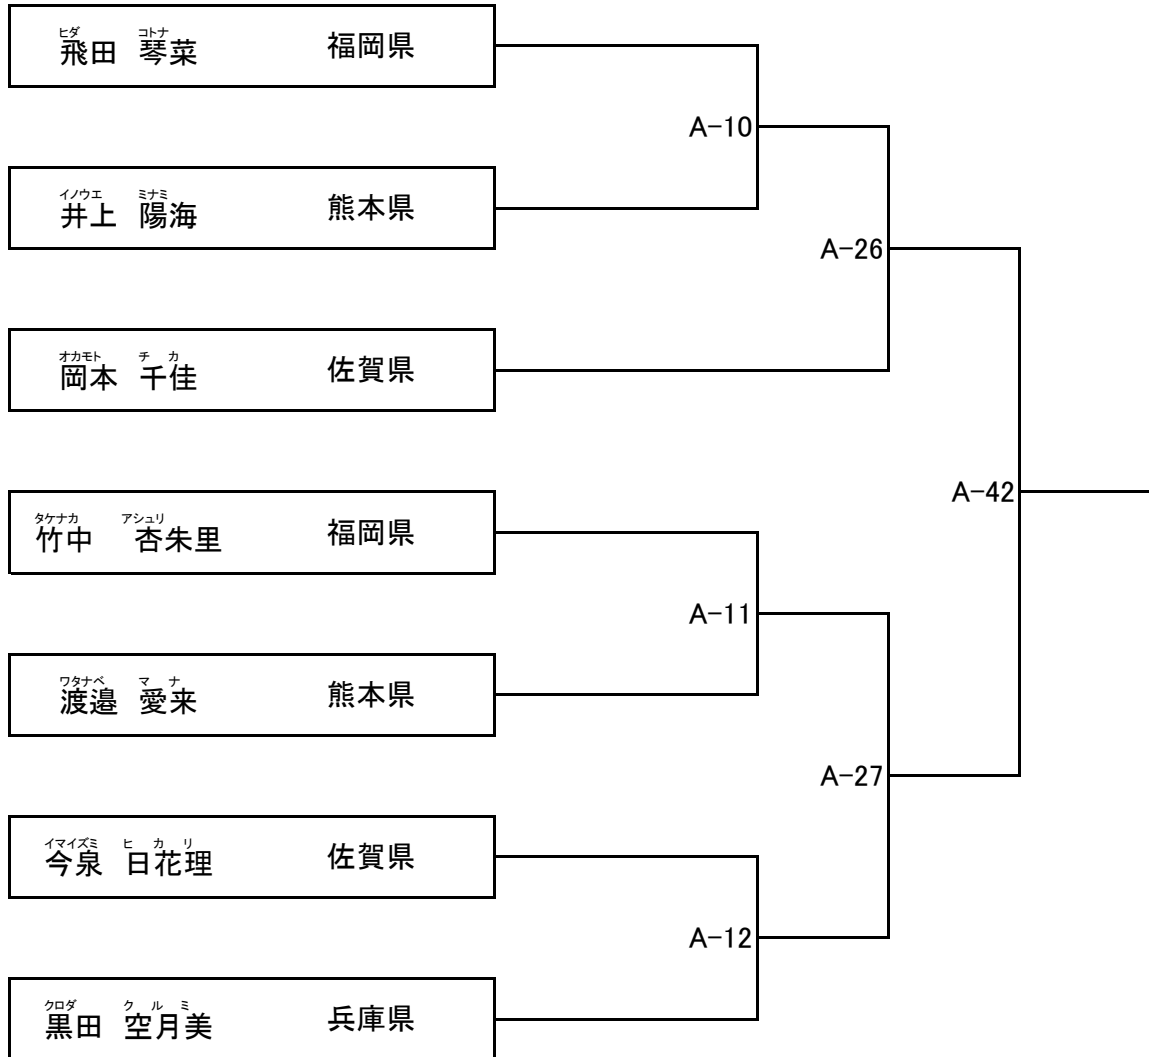 ヒダ コトナ
飛田 琴菜 福岡県
A-10
イノウエ ミナミ
井上 陽海 熊本県
A-26
オカモト チ カ
岡本 千佳 佐賀県
A-42
タケナカ アシュリ
竹中 杏朱里 福岡県
A-11
ワタナベ マ ナ
渡邉 愛来 熊本県
A-27
イマイズミ ヒ カ リ
今泉 日花理 佐賀県
A-12
クロダ ク ル ミ
黒田 空月美 兵庫県